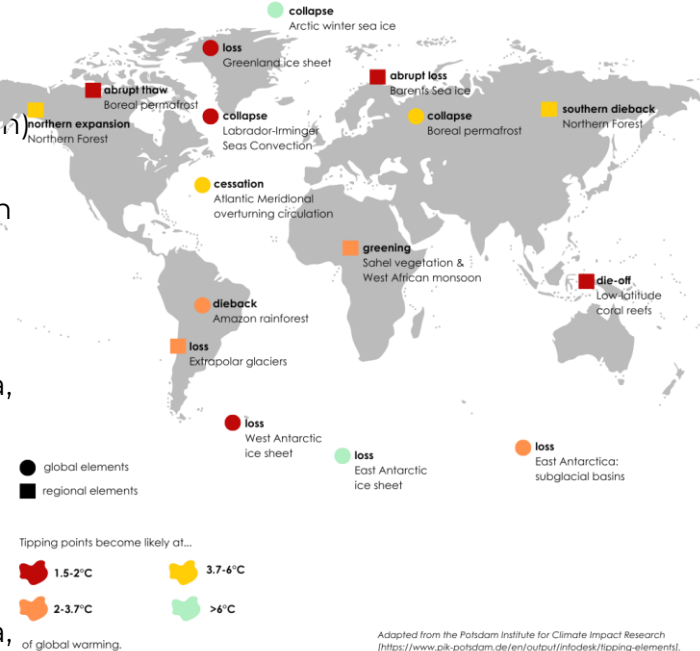 collapse
Arctic winter sea ice
loss
Greenland ice sheet
abrupt thaw
Boreal permafrost
abrupt loss
Barents Sea Ice
northern expansion
Northern Forest
collapse
Labrador-Irminger
Seas Convection
collapse
Boreal permafrost
southern dieback
Northern Forest
n)
n
cessation
Atlantic Meridional
overturning circulation
greening
Sahel vegetation &
West African monsoon
die-off
Low-latitude
coral reefs
dieback
Amazon rainforest
loss
Extrapolar glaciers
a,
loss
West Antarctic
ice sheet
loss
East Antarctic
ice sheet
loss
East Antarctica:
subglacial basins
global elements
regional elements
Tipping points become likely at...
1.5-2°C
3.7-6°C
2-3.7°C
>6°C
a,
of global warming.
Adapted from the Potsdam Institute for Climate Impact Research
[https://www.pik-potsdam.de/en/output/infodesk/tipping-elements].